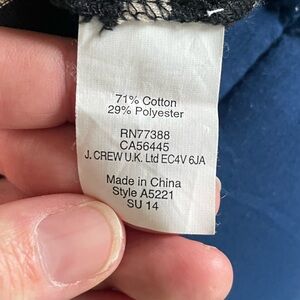 71% Cotton
29% Polyester
RN77388
CA56445
J. CREW U.K. Ltd EC4V 6JA
Made in China
Style A5221
SU 14